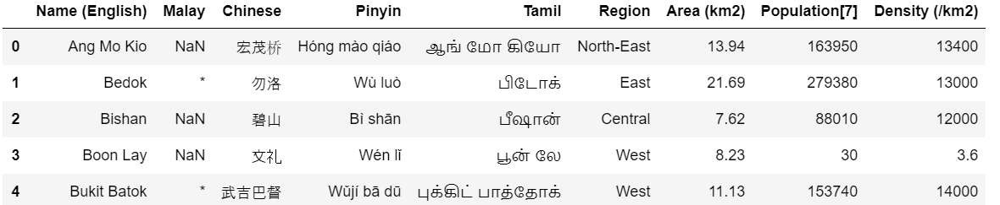 Name (English) Malay Chinese Pinyin Tamil Region Area (km2) Population[7] Density (/km2)
0 Ang Mo Kio NaN 宏茂桥 Hóng mào qiáo ஆங் மோ கியோ North-East 13.94 163950 13400
1 Bedok * 勿洛 Wù luò பிடோக் East 21.69 279380 13000
2 Bishan NaN 碧山 Bì shān பீஷான் Central 7.62 88010 12000
3 Boon Lay NaN 文礼 Wén lǐ பூன் லே West 8.23 30 3.6
4 Bukit Batok * 武吉巴督 Wǔjí bā dū புக்கிட் பாத்தோக் West 11.13 153740 14000